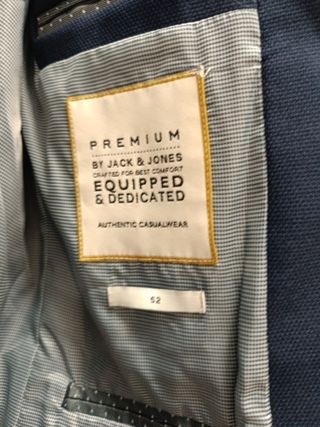 PREMIUM
BY JACK & JONES
CRAFTED FOR BEST COMFORT
EQUIPPED
& DEDICATED
AUTHENTIC CASUALWEAR
52